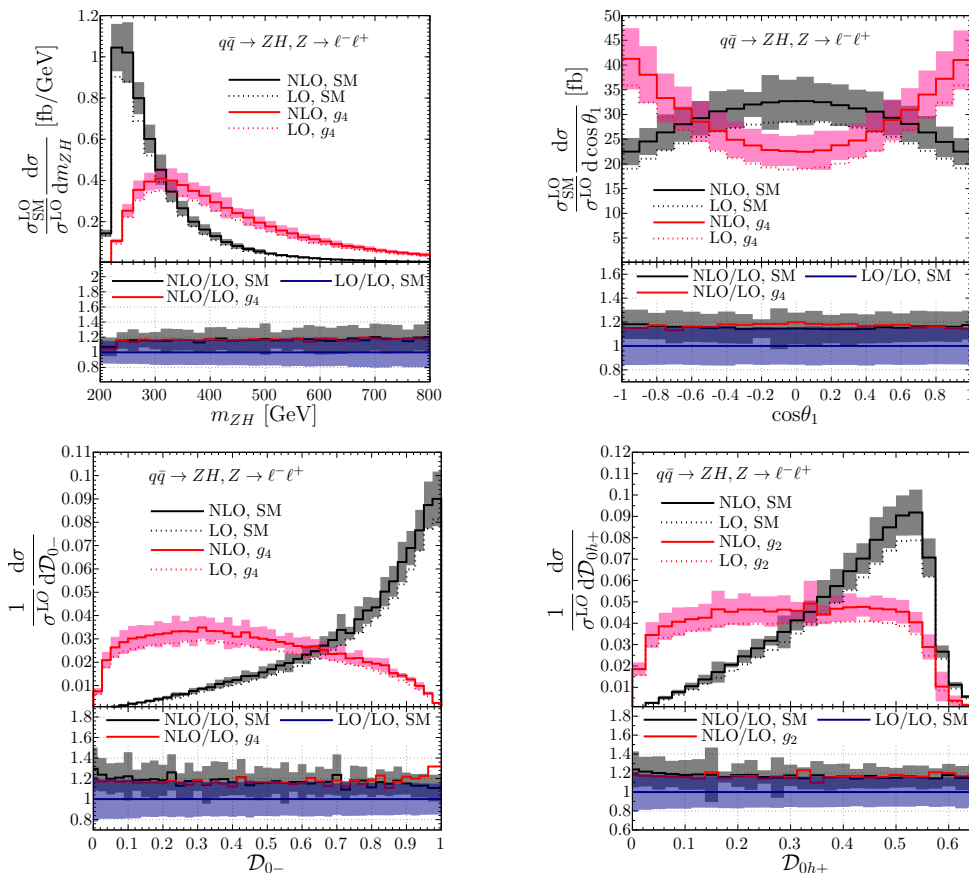 qq̄ → ZH, Z → ℓ⁻ℓ⁺
NLO, SM
LO, SM
NLO, g₄
LO, g₄
σ^LO_SM/σ^LO dσ/dm_ZH [fb/GeV]
1.2
1
0.8
0.6
0.4
0.2
NLO/LO, SM LO/LO, SM
NLO/LO, g₄
2
1.8
1.6
1.4
1.2
1
0.8
200 300 400 500 600 700 800
m_ZH [GeV]
qq̄ → ZH, Z → ℓ⁻ℓ⁺
σ^LO_SM/σ^LO dσ/d cos θ₁ [fb]
50
45
40
35
30
25
20
15
10
5
NLO, SM
LO, SM
NLO, g₄
LO, g₄
NLO/LO, SM LO/LO, SM
NLO/LO, g₄
1.6
1.4
1.2
1
0.8
-1 -0.8 -0.6 -0.4 -0.2 0 0.2 0.4 0.6 0.8 1
cosθ₁
qq̄ → ZH, Z → ℓ⁻ℓ⁺
NLO, SM
LO, SM
NLO, g₄
LO, g₄
1/σ^LO dσ/dD₀₋
0.11
0.1
0.09
0.08
0.07
0.06
0.05
0.04
0.03
0.02
0.01
NLO/LO, SM LO/LO, SM
NLO/LO, g₄
1.8
1.6
1.4
1.2
1
0.8
0 0.1 0.2 0.3 0.4 0.5 0.6 0.7 0.8 0.9 1
D₀₋
qq̄ → ZH, Z → ℓ⁻ℓ⁺
NLO, SM
LO, SM
NLO, g₂
LO, g₂
1/σ^LO dσ/dD₀ₕ₊
0.12
0.11
0.1
0.09
0.08
0.07
0.06
0.05
0.04
0.03
0.02
0.01
NLO/LO, SM LO/LO, SM
NLO/LO, g₂
1.8
1.6
1.4
1.2
1
0.8
0.6
0 0.1 0.2 0.3 0.4 0.5 0.6
D₀ₕ₊